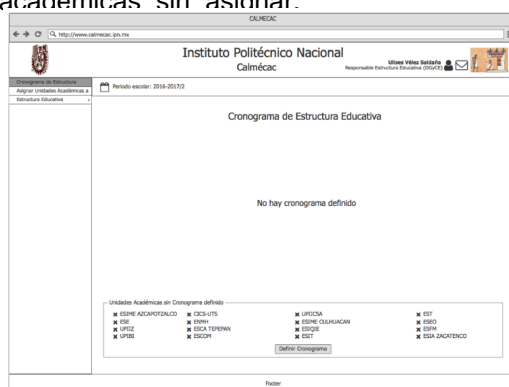 académicas sin asignar.
CALMECAC
http://www.calmecac.ipn.mx
Instituto Politécnico Nacional
Calmécac
Ulises Vélez Saldaña
Responsable Estructura Educativa (DGyCE)
Cronograma de Estructura
Asignar Unidades Académicas a
Estructura Educativa
Periodo escolar: 2016-2017/2
Cronograma de Estructura Educativa
No hay cronograma definido
Unidades Académicas sin Cronograma definido
ESIME AZCAPOTZALCO CICS-UTS UPIICSA EST
ESE ENMH ESIME CULHUACAN ESEO
UPIIZ ESCA TEPEPAN ESIQIE ESFM
UPIBI ESCOM ESIT ESIA ZACATENCO
Definir Cronograma
Footer